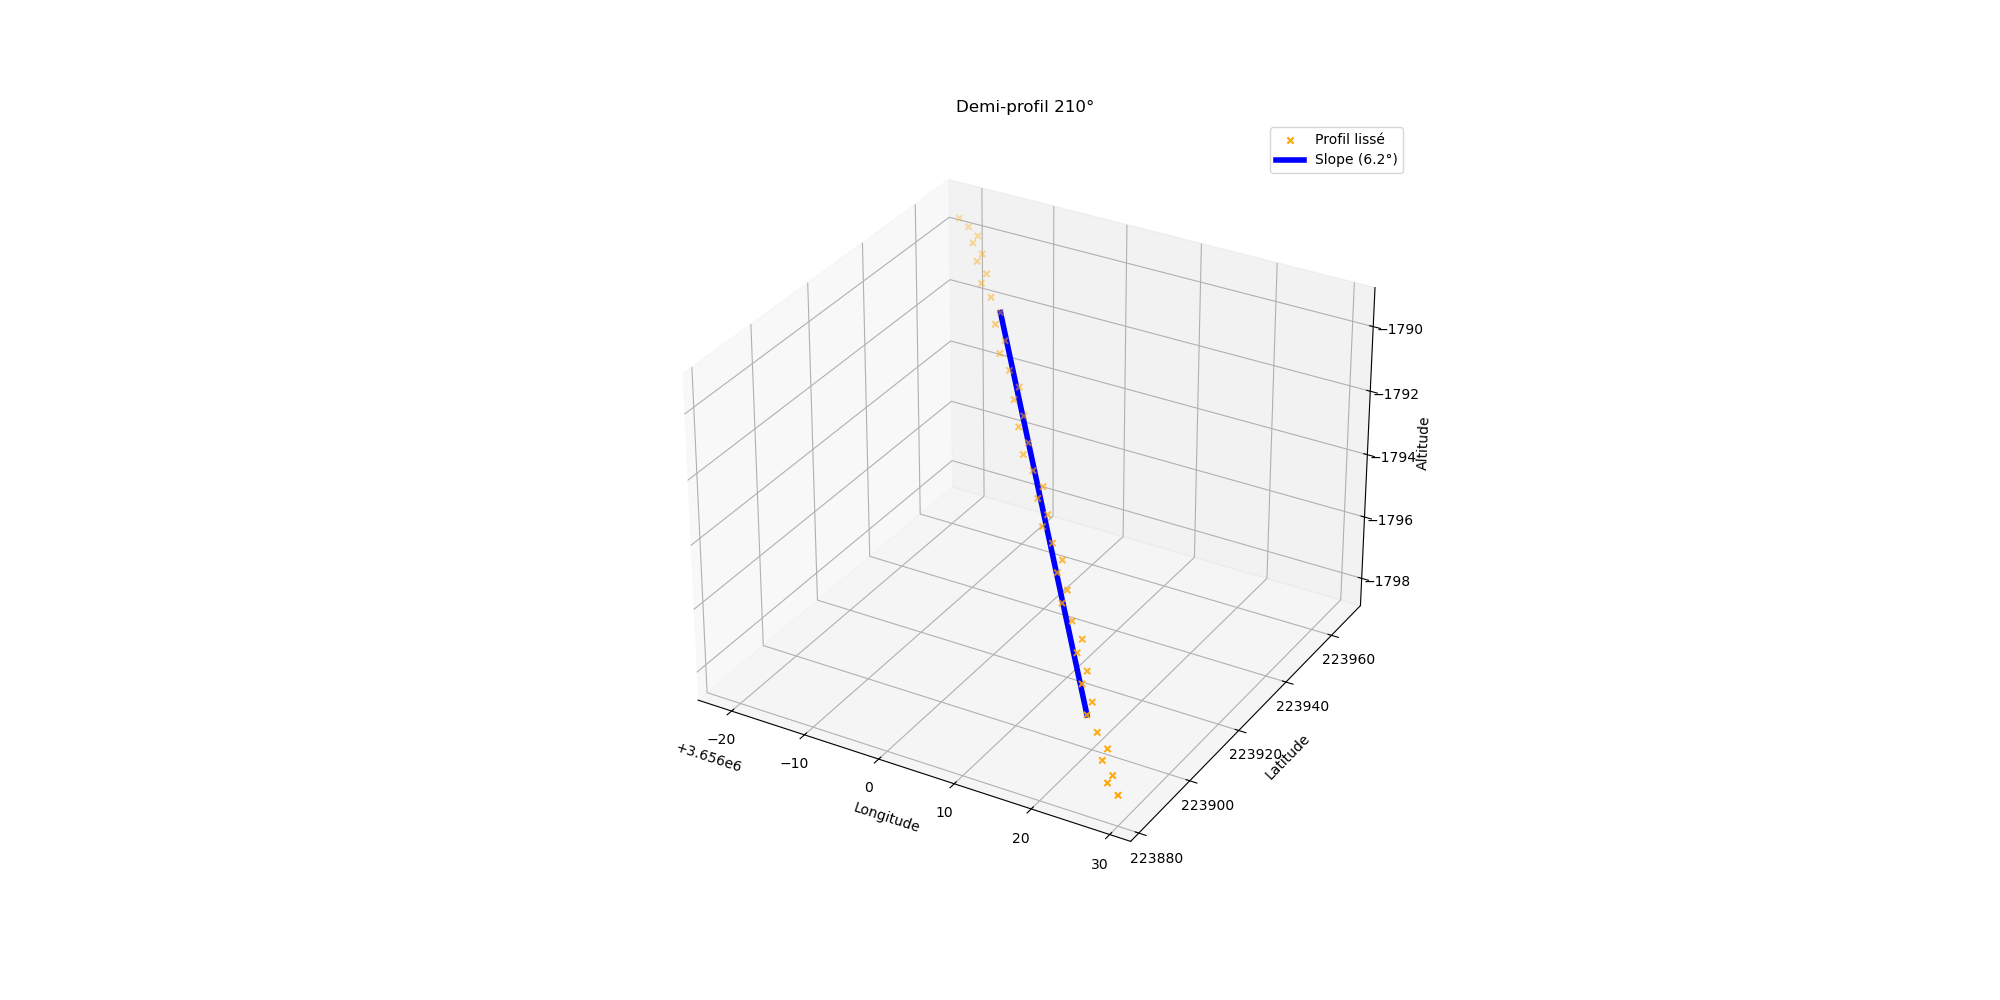 Demi-profil 210°
Profil lissé
Slope (6.2°)
−1790
−1792
−1794
−1796
−1798
Altitude
223960
223940
223920
223900
223880
Latitude
−20
−10
0
10
20
30
+3.656e6
Longitude